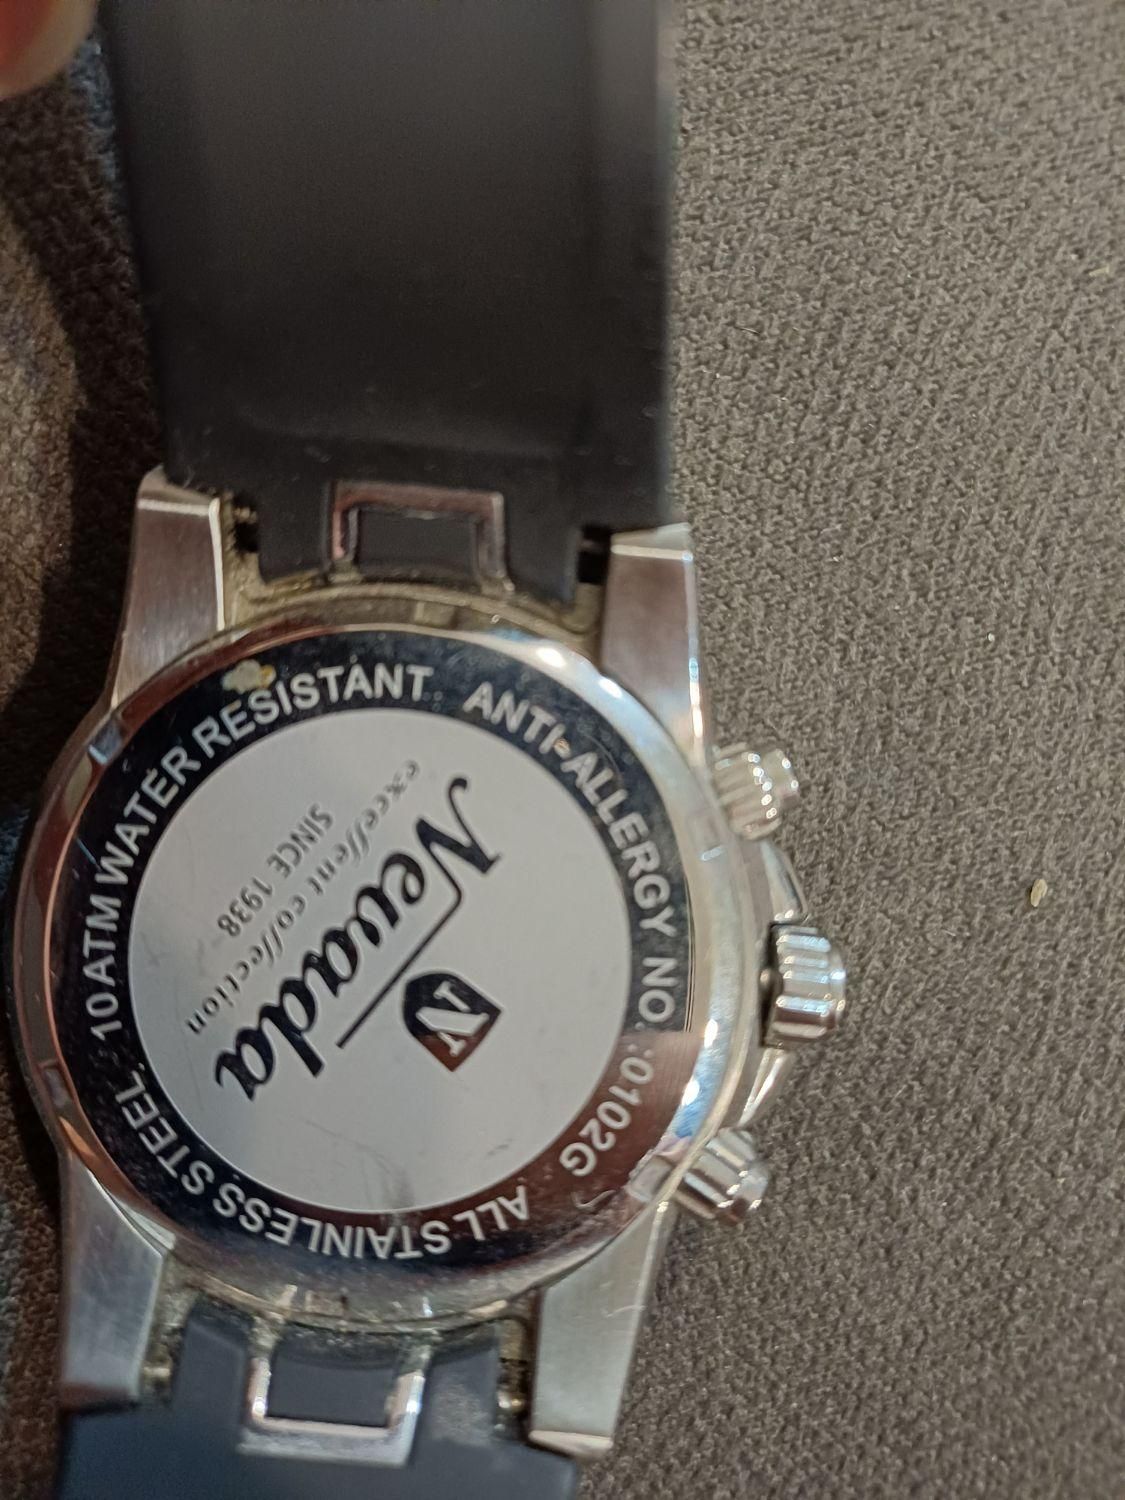 N
Nevada
excellent collection
SINCE 1938
10 ATM WATER RESISTANT. ANTI-ALLERGY NO.:0102G ALL STAINLESS STEEL.